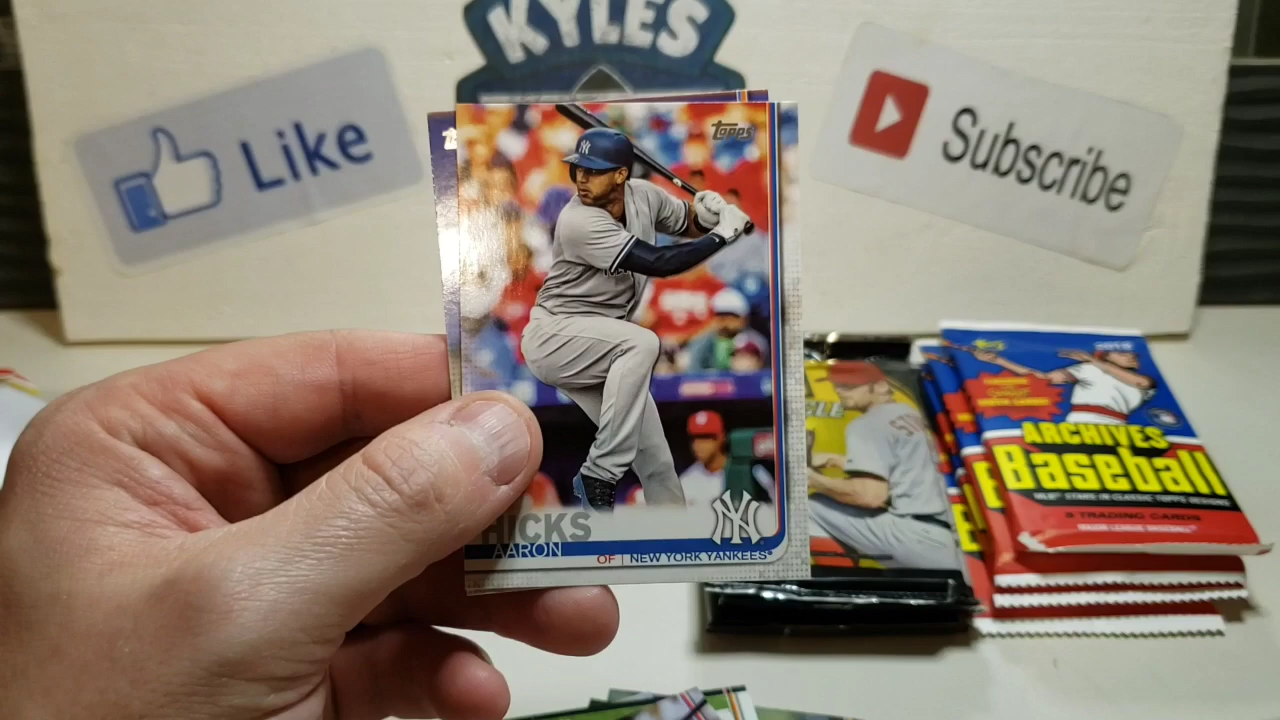 KYLES
Like
Subscribe
Topps
HICKS
AARON
OF | NEW YORK YANKEES
NY
2019
ARCHIVES
Baseball
MLB® STARS IN CLASSIC TOPPS DESIGNS!
8 TRADING CARDS
MAJOR LEAGUE BASEBALL